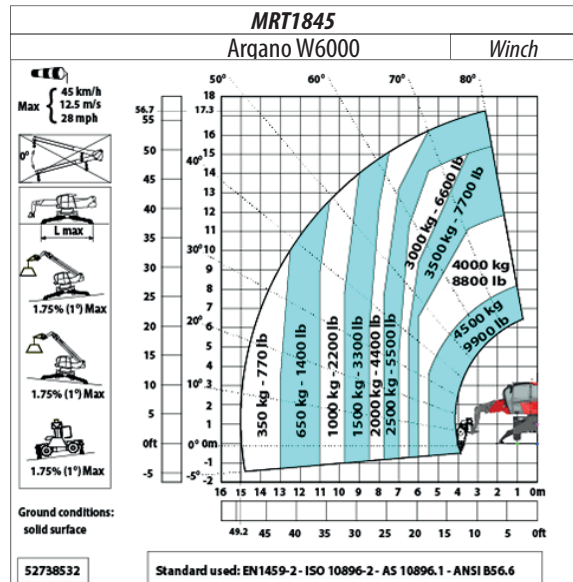 MRT1845
Argano W6000 Winch
Max { 45 km/h
12.5 m/s
28 mph
0°
L max
1.75% (1°) Max
1.75% (1°) Max
1.75% (1°) Max
Ground conditions:
solid surface
50° 60° 70° 80°
40°
30°
20°
10°
0°
-5°
56.7
55
50
45
40
35
30
25
20
15
10
5
0ft
-5
18
17.3
16
15
14
13
12
11
10
9
8
7
6
5
4
3
2
1
0m
-1
-2
350 kg - 770 lb
650 kg - 1400 lb
1000 kg -2200 lb
1500 kg - 3300 lb
2000 kg - 4400 lb
2500 kg - 5500 lb
3000 kg - 6600 lb
3500 kg - 7700 lb
4000 kg
8800 lb
4500 kg
9900 lb
16 15 14 13 12 11 10 9 8 7 6 5 4 3 2 1 0m
49.2 45 40 35 30 25 20 15 10 5 0ft
52738532
Standard used: EN1459-2 - ISO 10896-2 - AS 10896.1 - ANSI B56.6